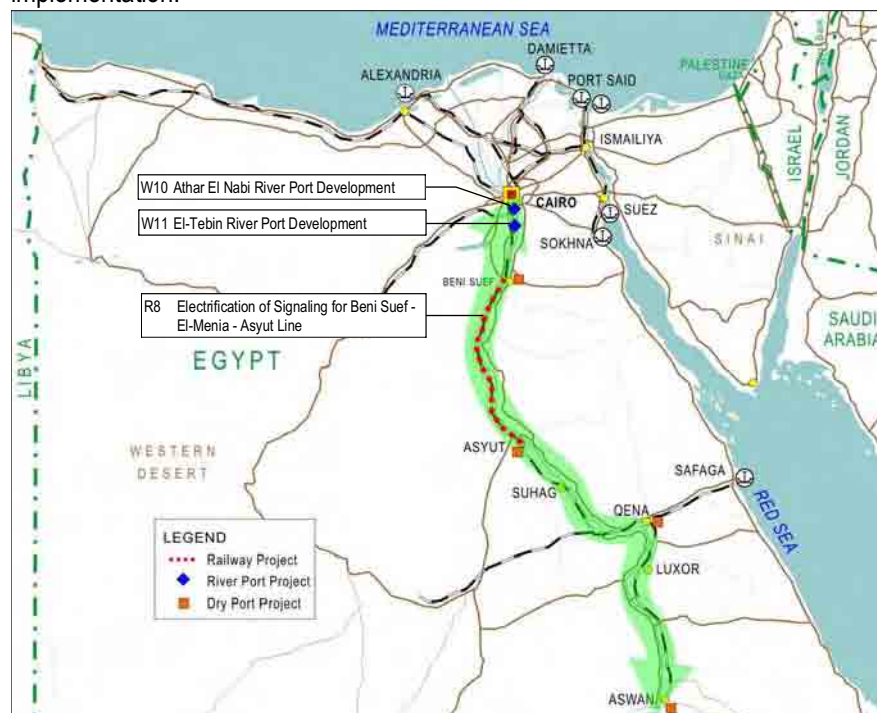 implementation.
MEDITERRANEAN SEA
DAMIETTA
ALEXANDRIA
PORT SAID
PALESTINE
ISMAILIYA
ISRAEL
JORDAN
W10 Athar El Nabi River Port Development
CAIRO
W11 El-Tebin River Port Development
SUEZ
SOKHNA
SINAI
BENI SUEF
R8 Electrification of Signaling for Beni Suef -
El-Menia - Asyut Line
SAUDI
ARABIA
LIBYA
EGYPT
WESTERN
DESERT
ASYUT
SAFAGA
SUHAG
QENA
RED SEA
LEGEND
Railway Project
River Port Project
Dry Port Project
LUXOR
ASWAN